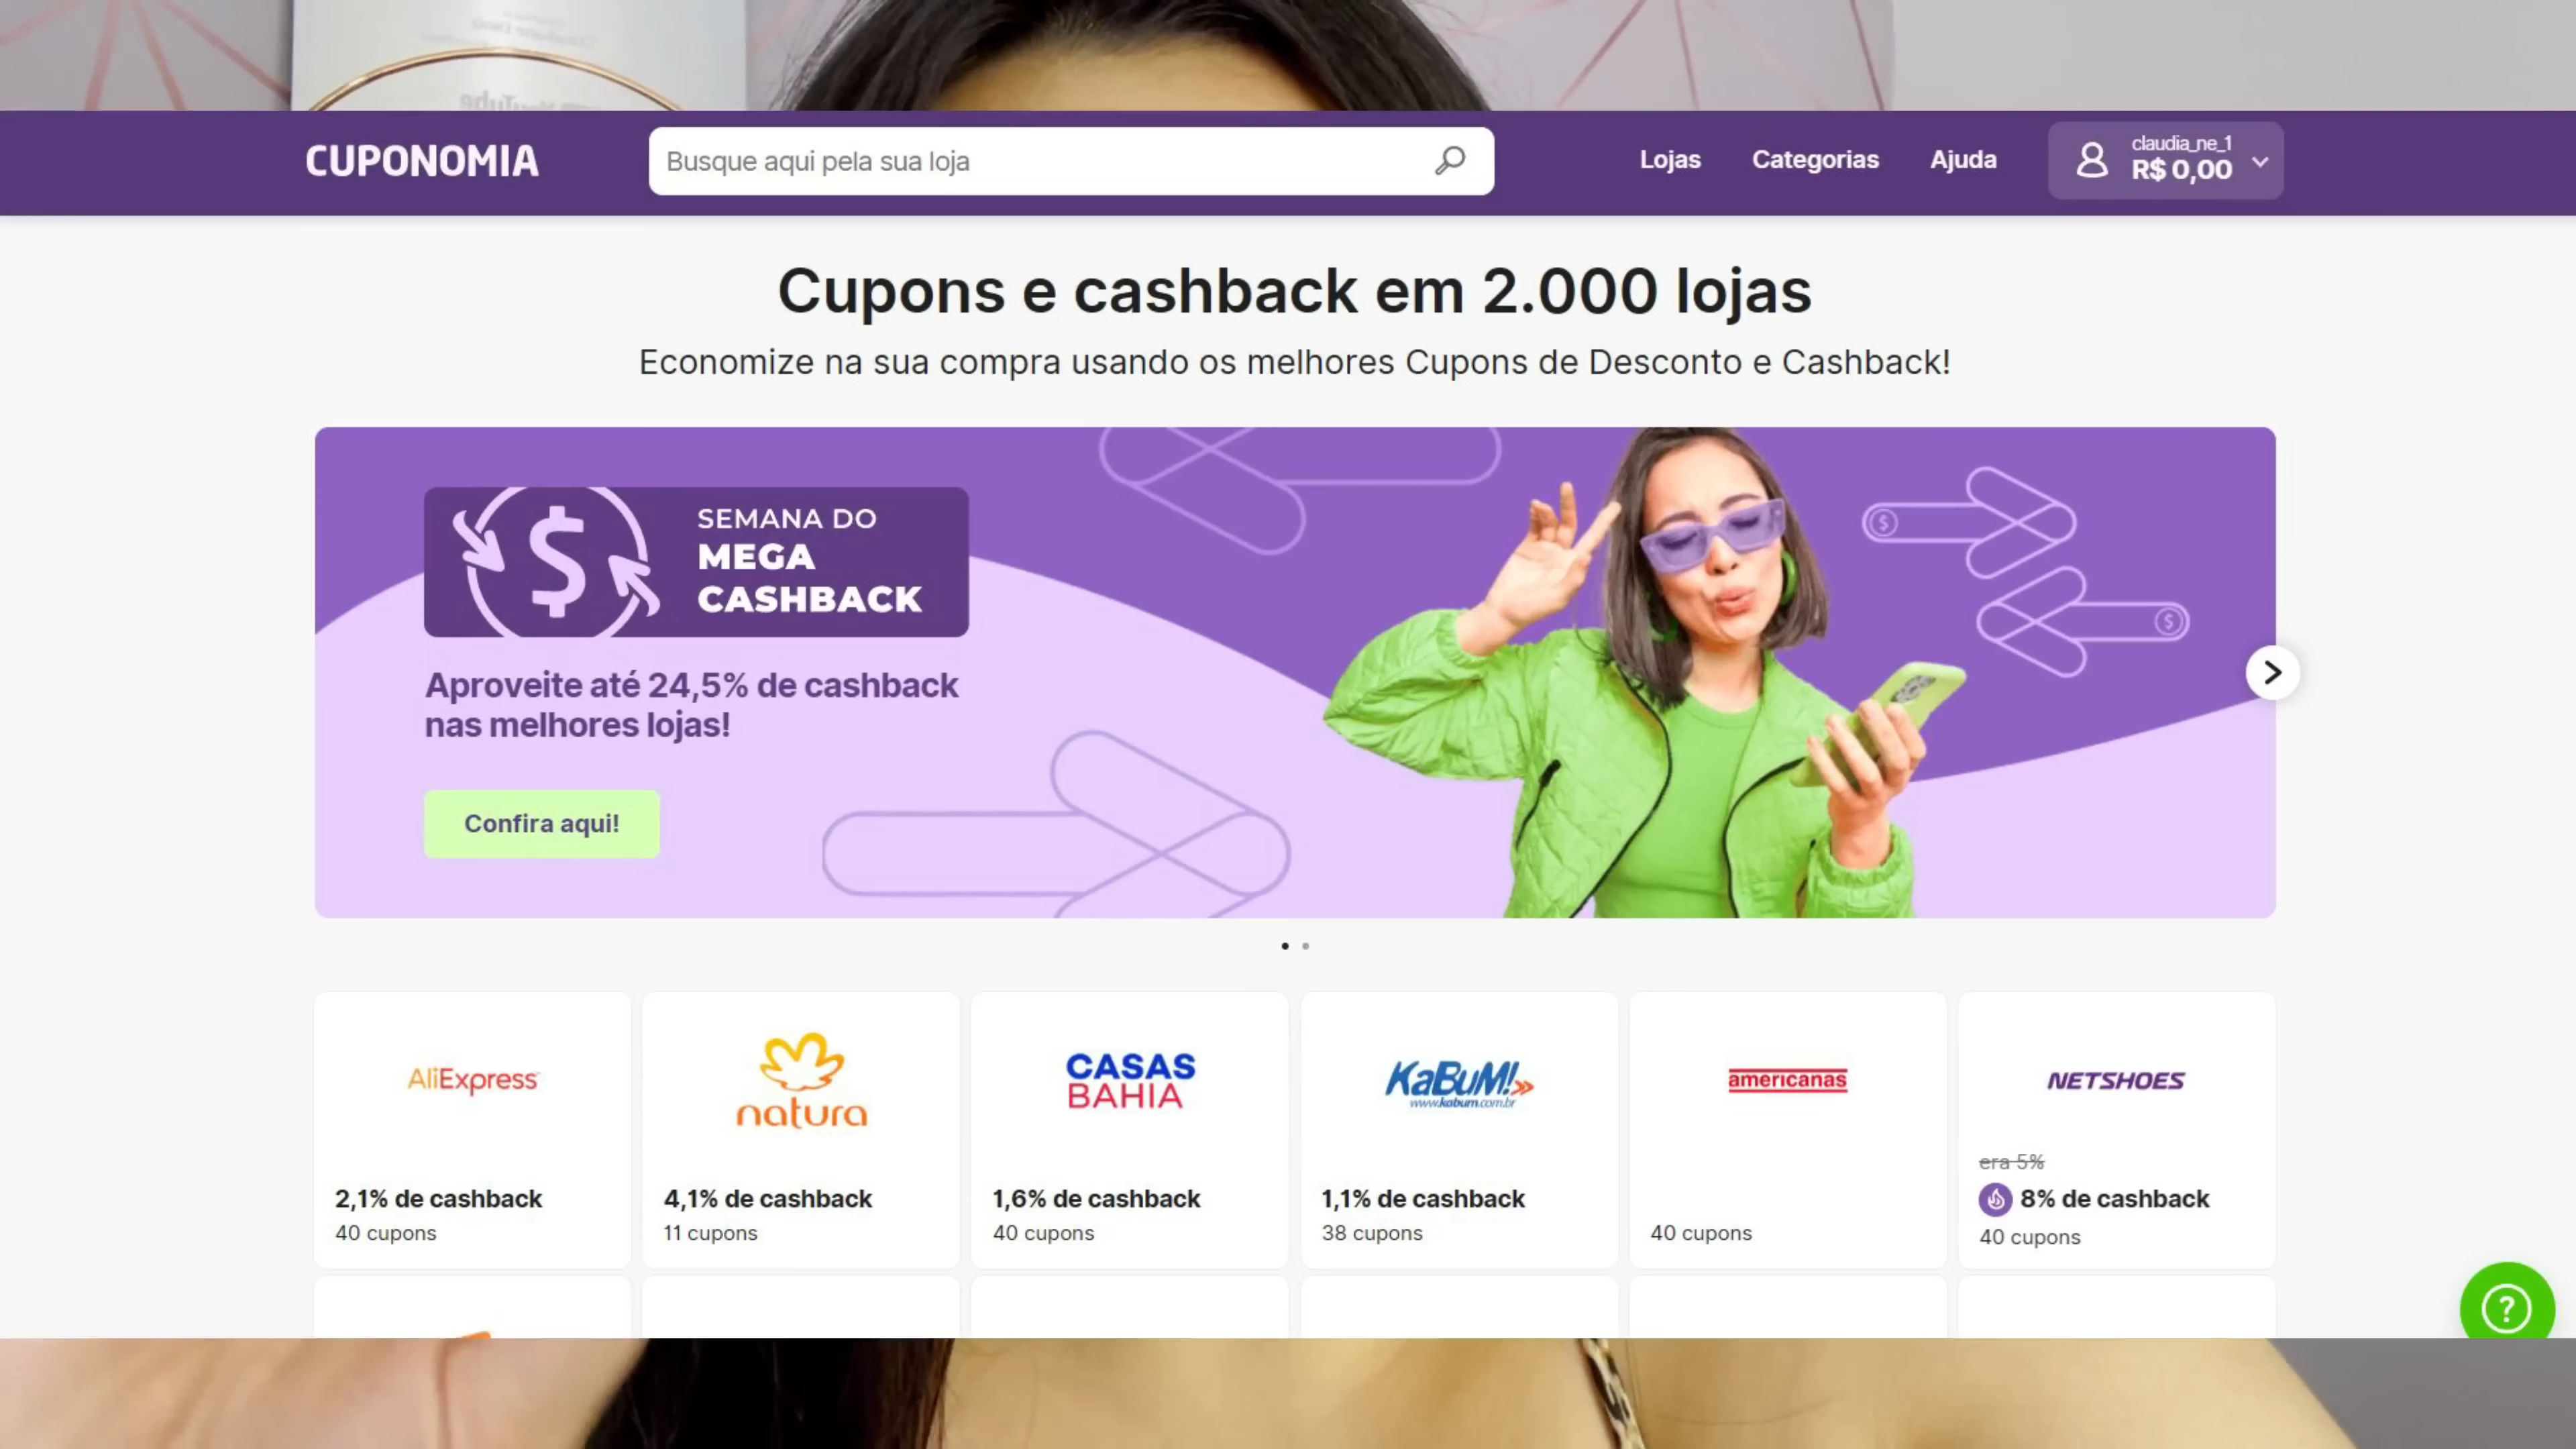 CUPONOMIA
Busque aqui pela sua loja
Lojas
Categorias
Ajuda
claudia_ne_1
R$ 0,00
Cupons e cashback em 2.000 lojas
Economize na sua compra usando os melhores Cupons de Desconto e Cashback!
SEMANA DO
MEGA
CASHBACK
Aproveite até 24,5% de cashback
nas melhores lojas!
Confira aqui!
AliExpress
2,1% de cashback
40 cupons
natura
4,1% de cashback
11 cupons
CASAS
BAHIA
1,6% de cashback
40 cupons
KaBuM!
www.kabum.com.br
1,1% de cashback
38 cupons
americanas
40 cupons
NETSHOES
era 5%
8% de cashback
40 cupons